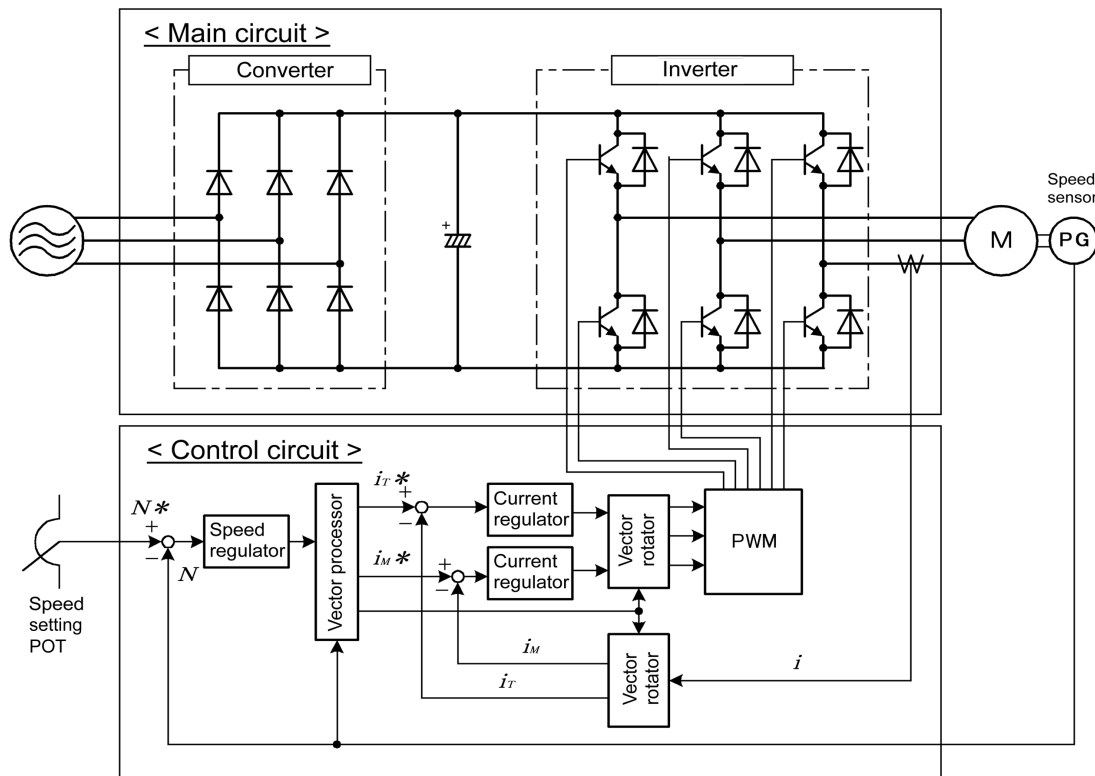 < Main circuit >
Converter
Inverter
+
Speed
sensor
M
PG
< Control circuit >
N*
+
−
N
Speed
setting
POT
Speed
regulator
Vector processor
iT*
+
−
iM*
+
−
Current
regulator
Current
regulator
Vector
rotator
PWM
iM
iT
Vector
rotator
i